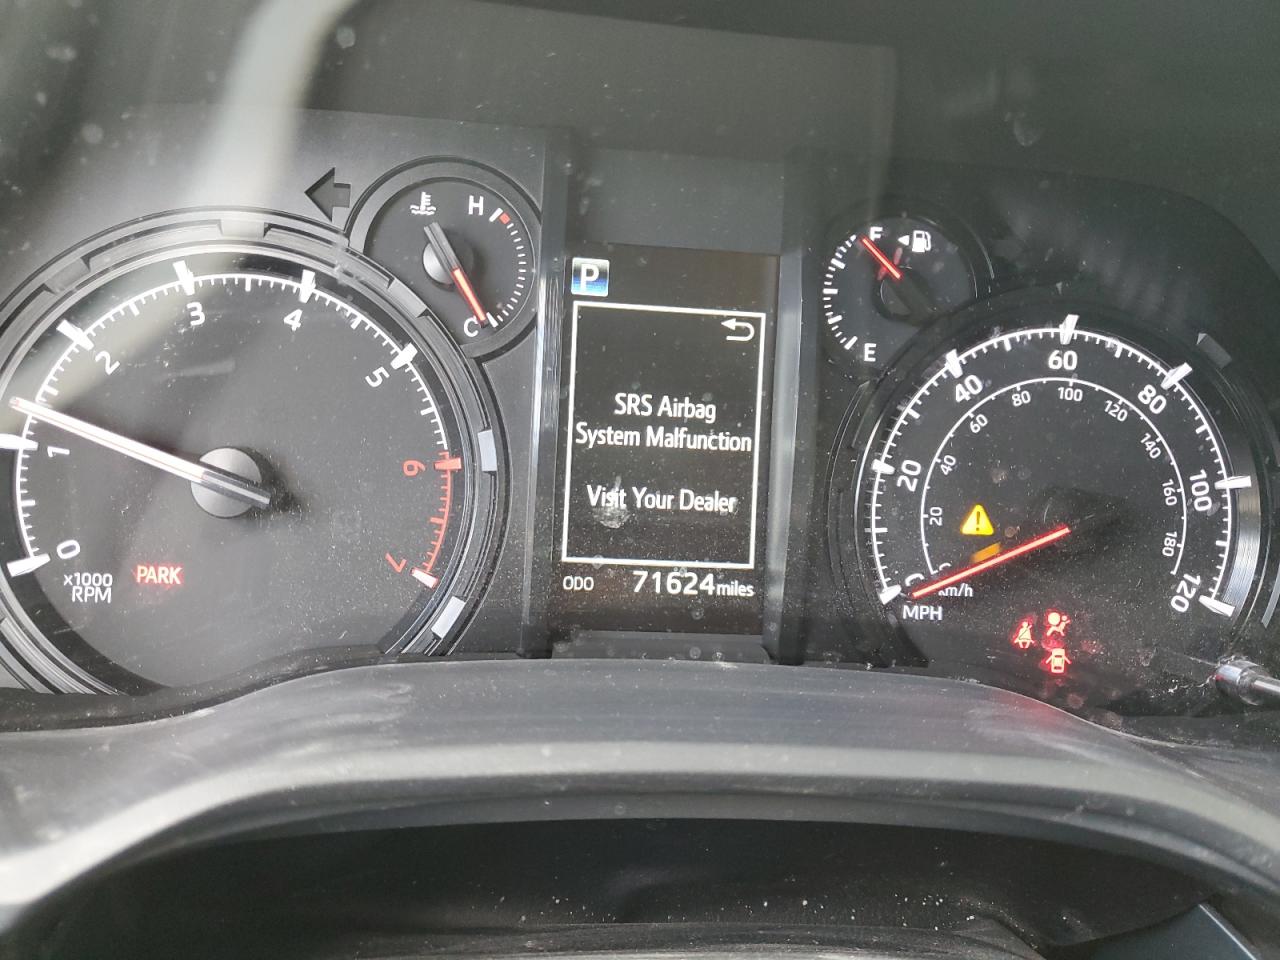 H
C
F
E
P
SRS Airbag
System Malfunction
Visit Your Dealer
ODO 71624 miles
0
1
2
3
4
5
6
7
x1000
RPM
PARK
20
40
60
80
100
120
20
40
60
80
100
120
140
160
180
km/h
MPH